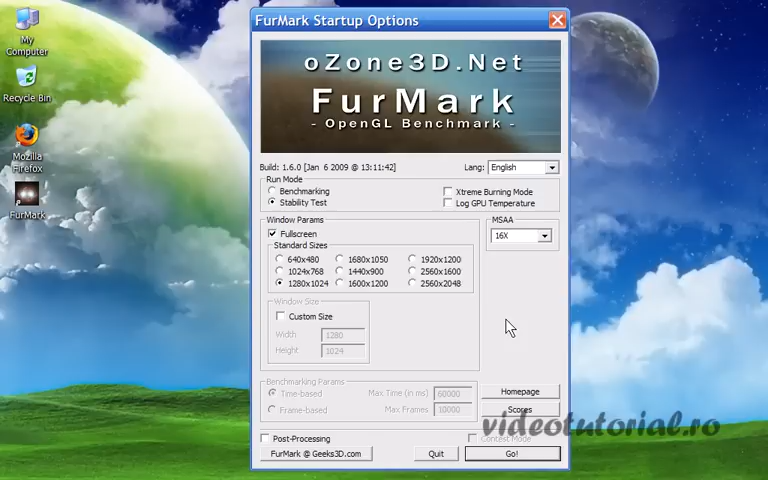 My
Computer
Recycle Bin
Mozilla
Firefox
FurMark
FurMark Startup Options
oZone3D.Net
FurMark
- OpenGL Benchmark -
Build: 1.6.0 [Jan 6 2009 @ 13:11:42]
Lang: English
Run Mode
Benchmarking
Stability Test
Xtreme Burning Mode
Log GPU Temperature
Window Params
Fullscreen
MSAA
16X
Standard Sizes
640x480 1680x1050 1920x1200
1024x768 1440x900 2560x1600
1280x1024 1600x1200 2560x2048
Window Size
Custom Size
Width 1280
Height 1024
Benchmarking Params
Time-based Max Time (in ms) 60000
Frame-based Max Frames 10000
Homepage
Scores
videotutorial.ro
Post-Processing
Contest Mode
FurMark @ Geeks3D.com Quit Go!